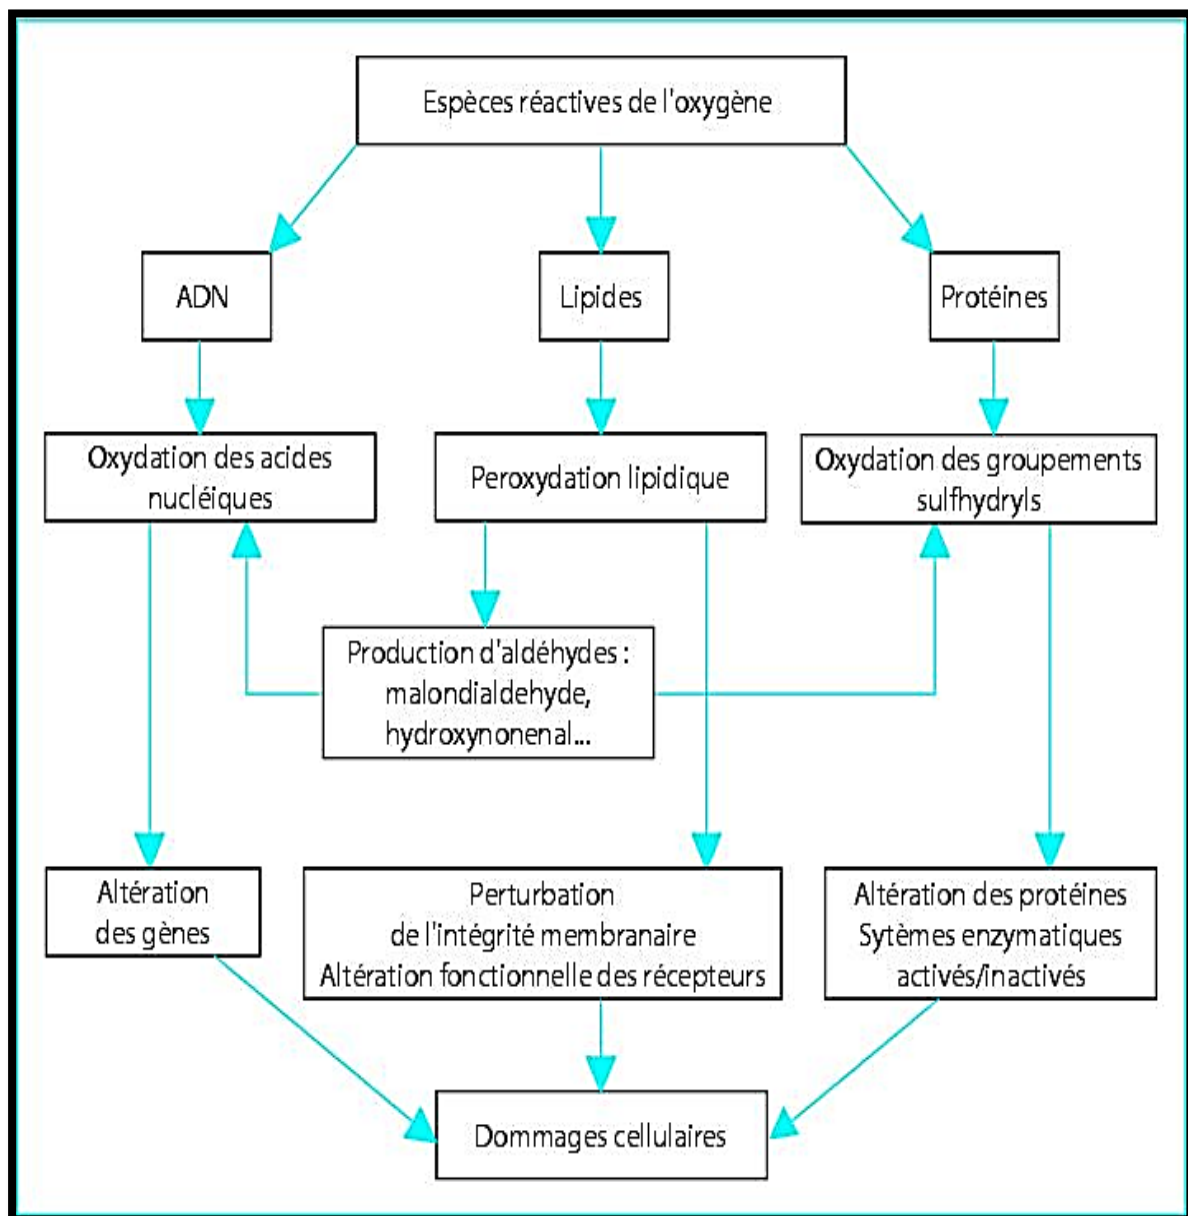 Espèces réactives de l'oxygène
ADN
Lipides
Protéines
Oxydation des acides
nucléiques
Peroxydation lipidique
Oxydation des groupements
sulfhydryls
Production d'aldéhydes :
malondialdehyde,
hydroxynonenal...
Altération
des gènes
Perturbation
de l'intégrité membranaire
Altération fonctionnelle des récepteurs
Altération des protéines
Sytèmes enzymatiques
activés/inactivés
Dommages cellulaires